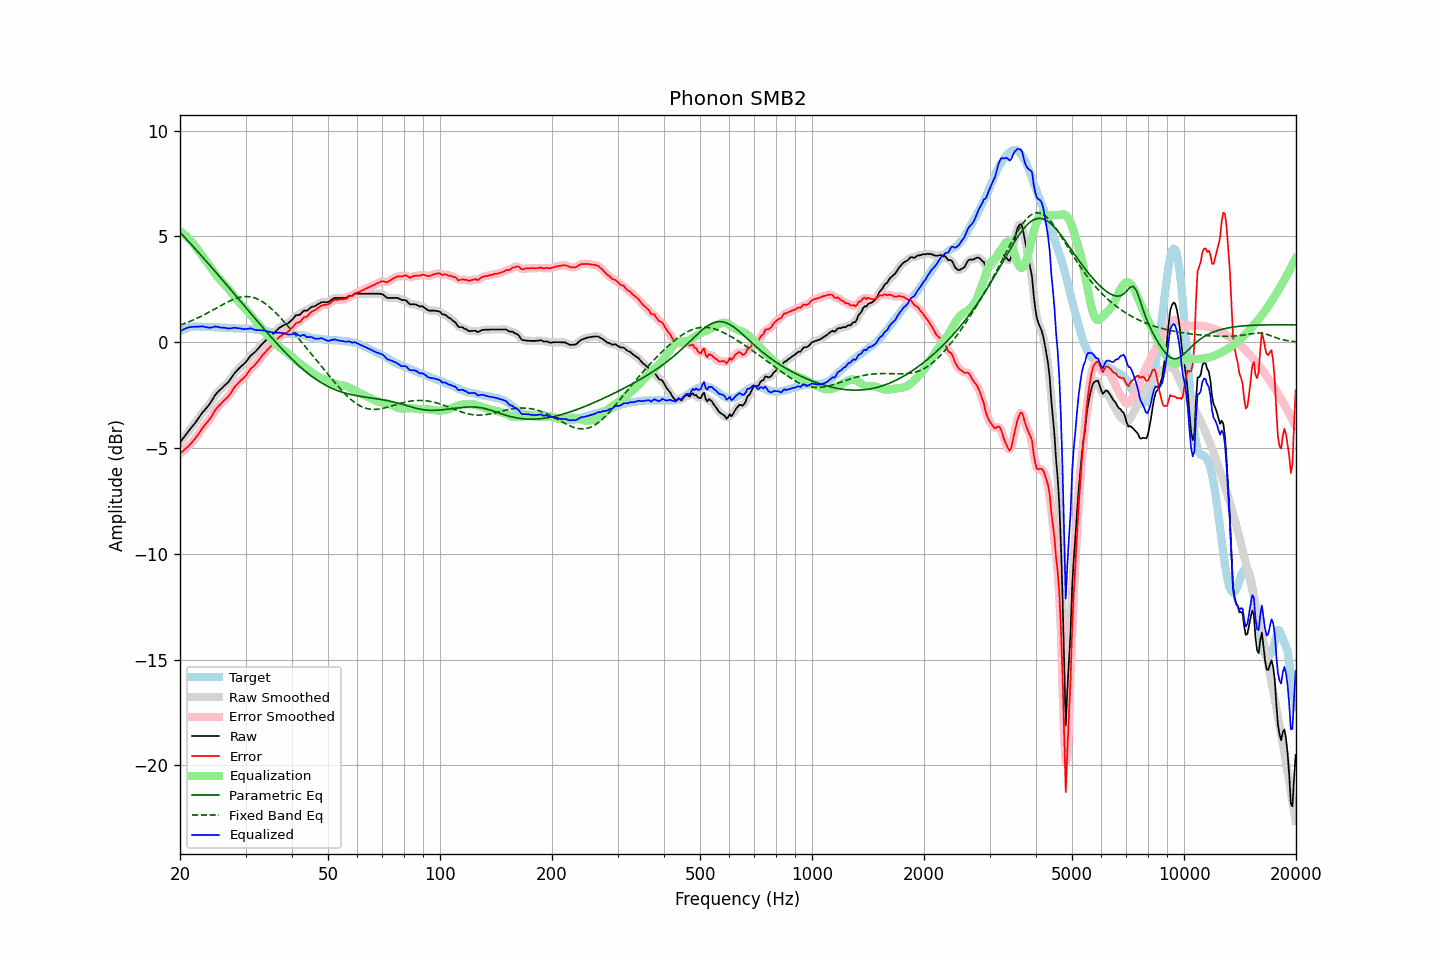 Phonon SMB2
10
5
0
−5
−10
−15
−20
Amplitude (dBr)
Target
Raw Smoothed
Error Smoothed
Raw
Error
Equalization
Parametric Eq
Fixed Band Eq
Equalized
20 50 100 200 500 1000 2000 5000 10000 20000
Frequency (Hz)